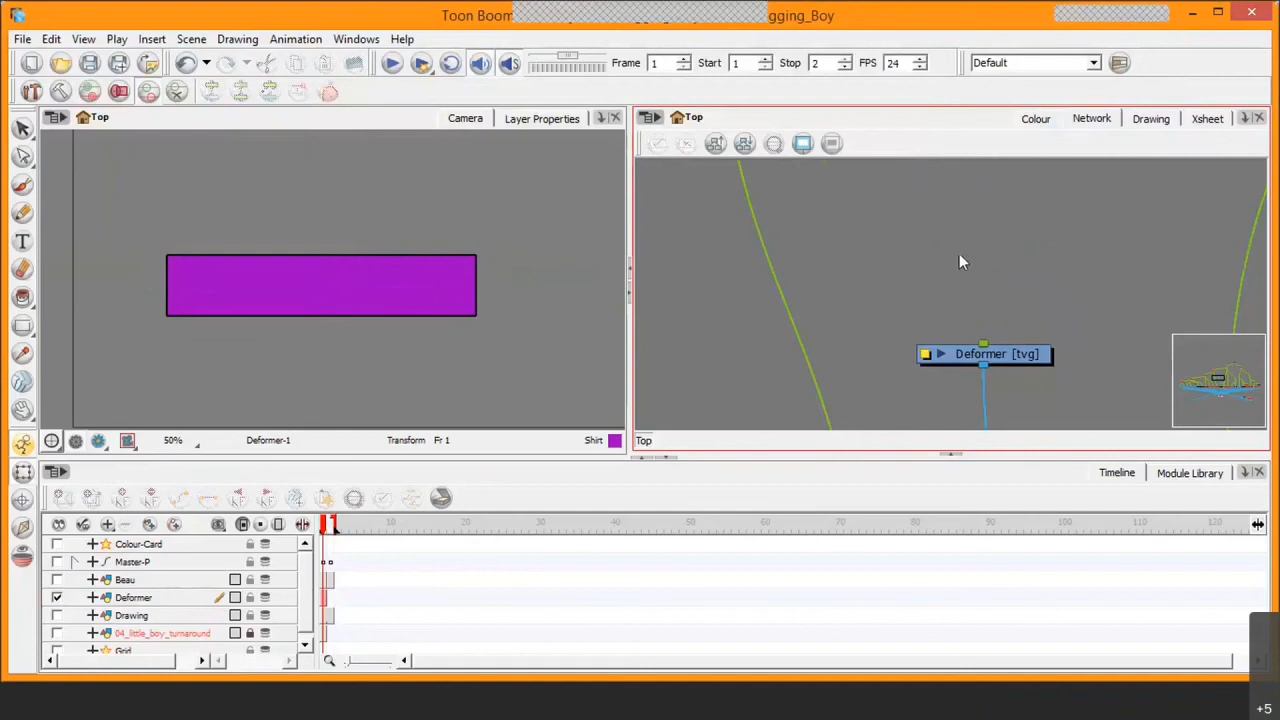 Toon Boom
gging_Boy
File Edit View Play Insert Scene Drawing Animation Windows Help
Frame 1 Start 1 Stop 2 FPS 24 Default
Top Camera Layer Properties
Top Colour Network Drawing Xsheet
Deformer [tvg]
50% Deformer-1 Transform Fr 1 Shirt
Top
Timeline Module Library
1 10 20 30 40 50 60 70 80 90 100 110 120
Colour-Card
Master-P
Beau
Deformer
Drawing
04_little_boy_turnaround
Grid
+5